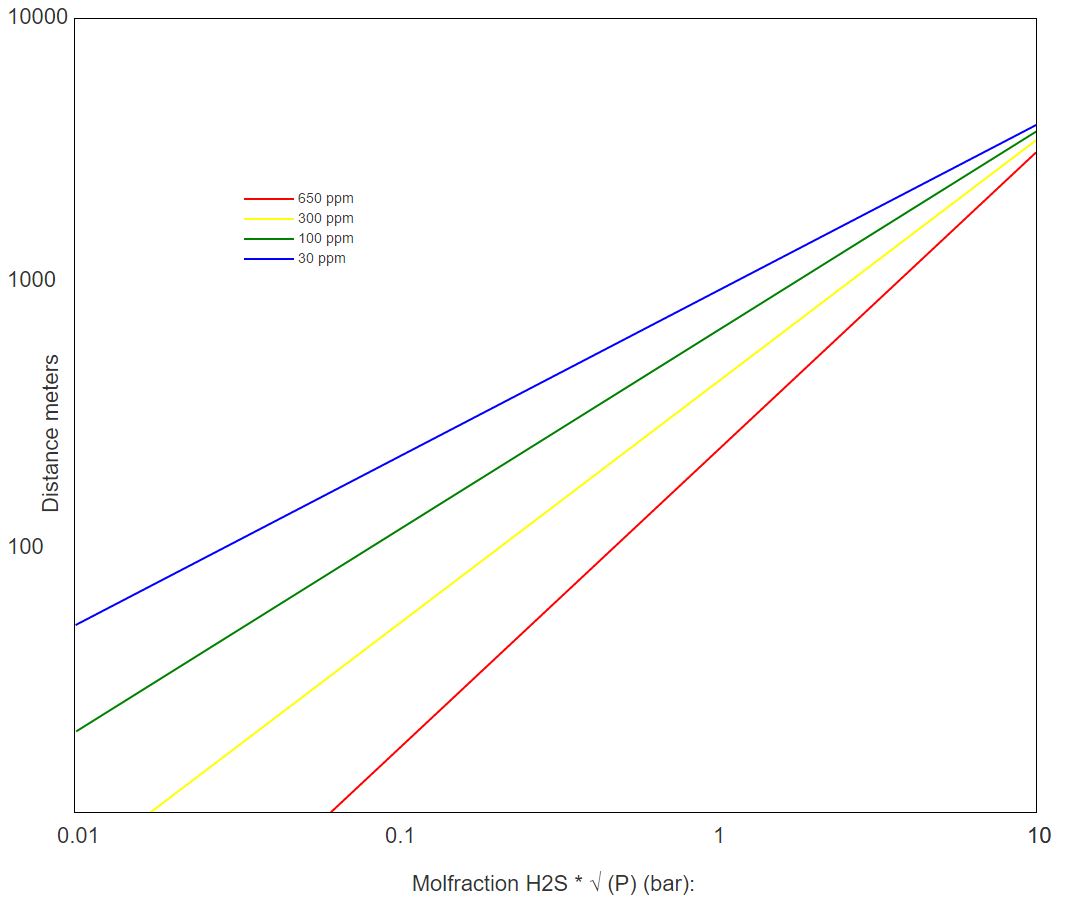 10000
650 ppm
300 ppm
100 ppm
30 ppm
1000
Distance meters
100
0.01 0.1 1 10
Molfraction H2S * √ (P) (bar):